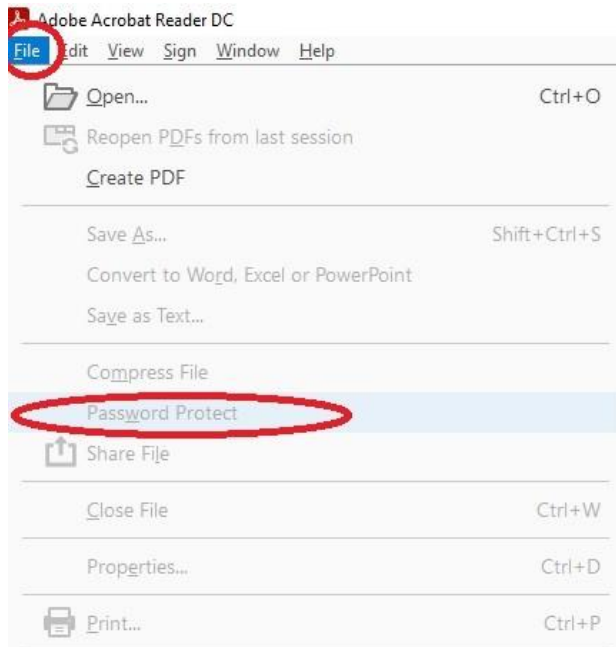 Adobe Acrobat Reader DC
File Edit View Sign Window Help
Open... Ctrl+O
Reopen PDFs from last session
Create PDF
Save As... Shift+Ctrl+S
Convert to Word, Excel or PowerPoint
Save as Text...
Compress File
Password Protect
Share File
Close File Ctrl+W
Properties... Ctrl+D
Print... Ctrl+P